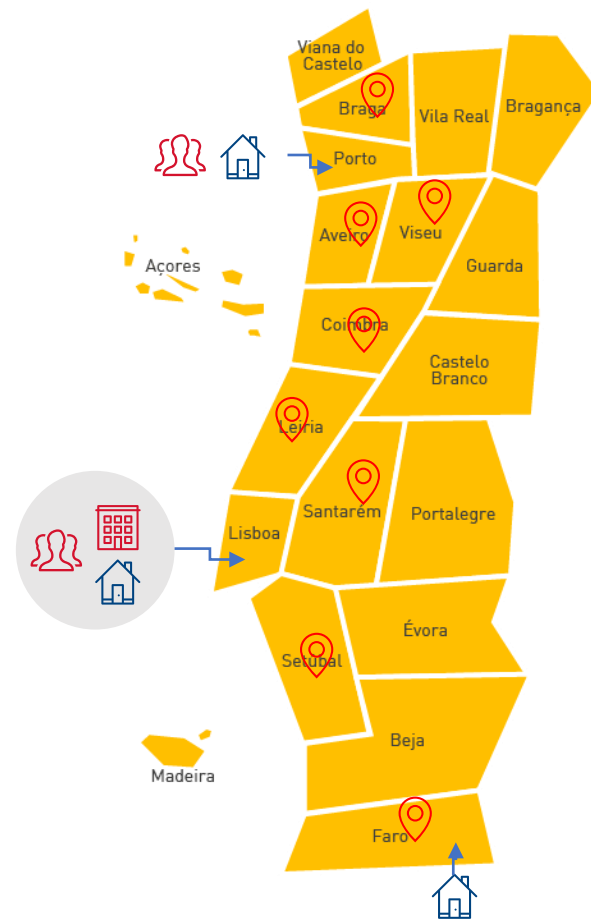 Viana do
Castelo
Braga
Vila Real
Bragança
Porto
Aveiro
Viseu
Açores
Guarda
Coimbra
Castelo
Branco
Leiria
Lisboa
Santarém
Portalegre
Évora
Setúbal
Beja
Madeira
Faro